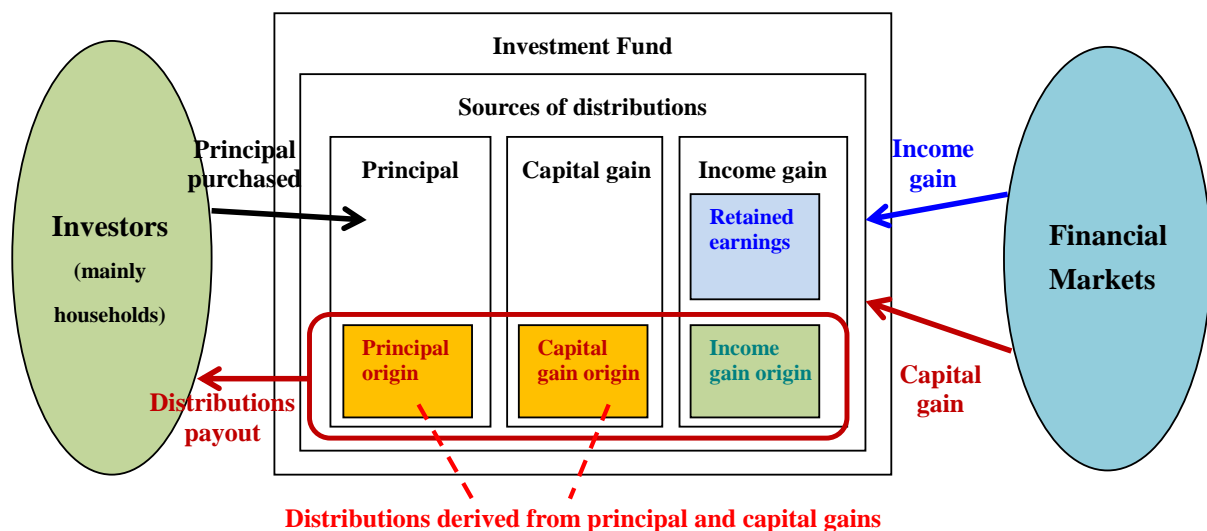 Investment Fund
Sources of distributions
Principal
purchased
Principal
Capital gain
Income gain
Income
gain
Investors
(mainly
households)
Retained
earnings
Financial
Markets
Principal
origin
Capital
gain origin
Income
gain origin
Distributions
payout
Capital
gain
Distributions derived from principal and capital gains